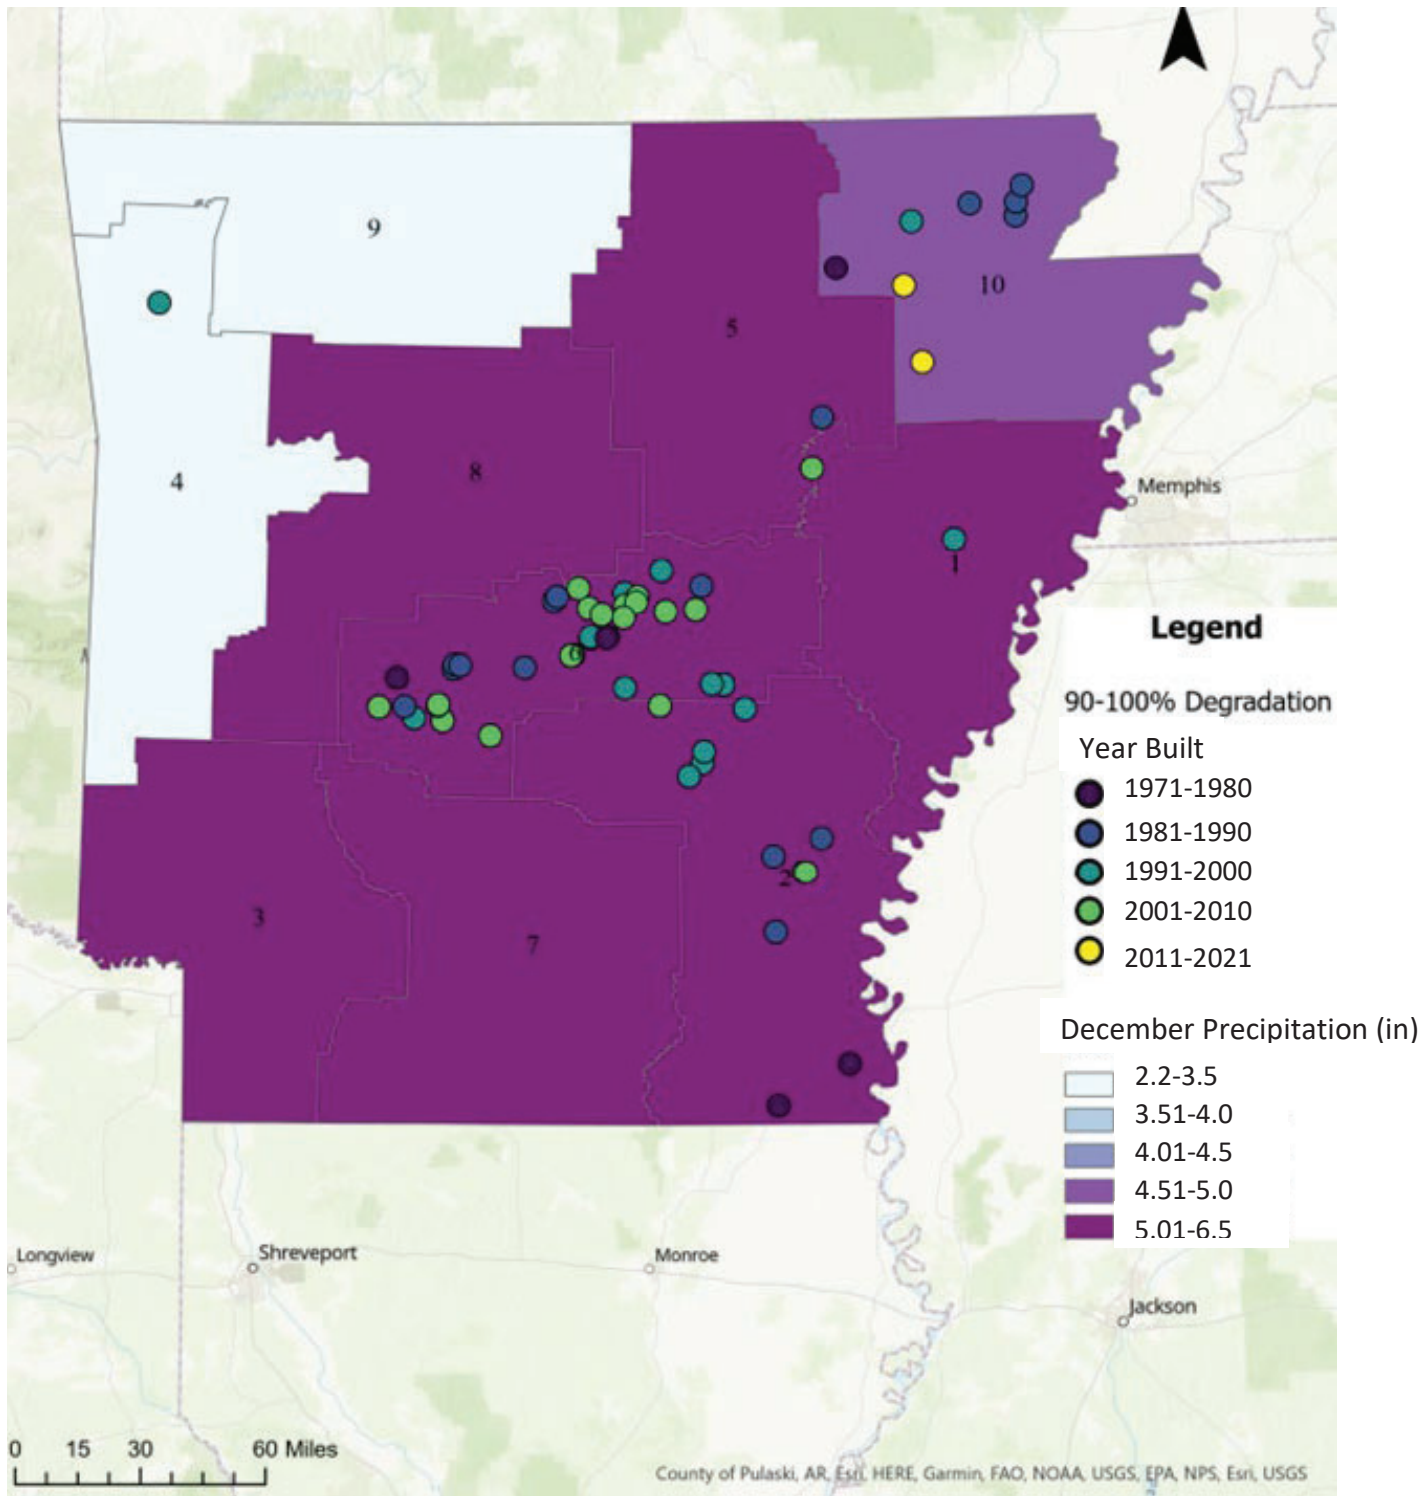 9
10
5
4
8
Memphis
1
6
Legend
90-100% Degradation
Year Built
1971-1980
1981-1990
1991-2000
2001-2010
2011-2021
2
3
7
December Precipitation (in)
2.2-3.5
3.51-4.0
4.01-4.5
4.51-5.0
5.01-6.5
Longview
Shreveport
Monroe
Jackson
0 15 30 60 Miles
County of Pulaski, AR, Esri, HERE, Garmin, FAO, NOAA, USGS, EPA, NPS, Esri, USGS